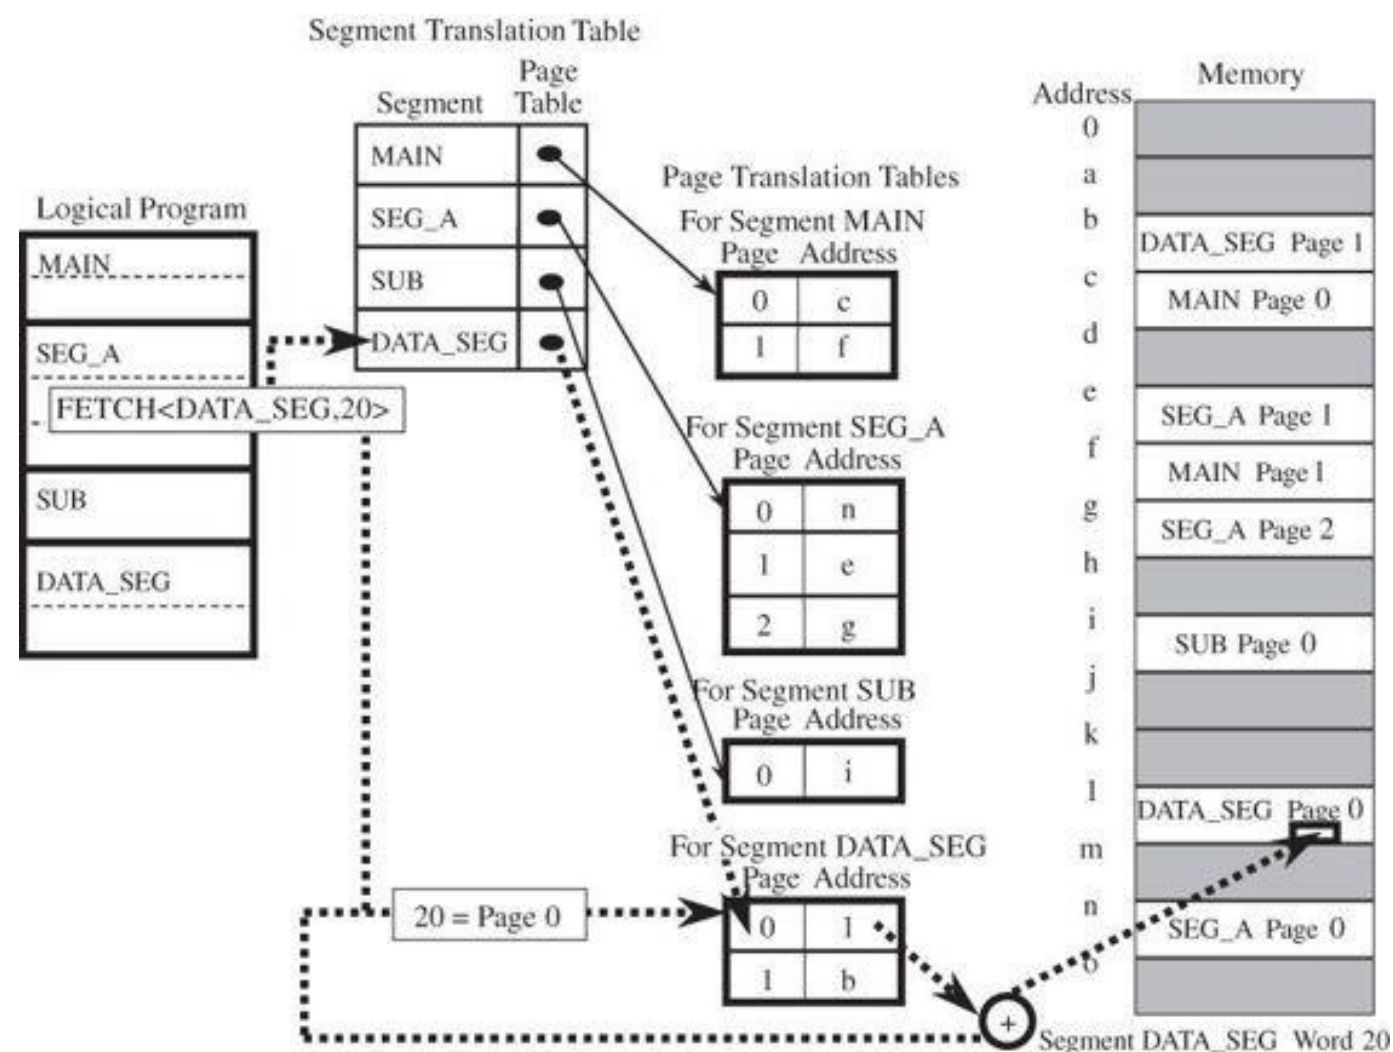 Segment Translation Table
Segment
Page
Table
MAIN
SEG_A
SUB
DATA_SEG
Logical Program
MAIN
SEG_A
FETCH<DATA_SEG,20>
SUB
DATA_SEG
20 = Page 0
Page Translation Tables
For Segment MAIN
Page Address
0 c
1 f
For Segment SEG_A
Page Address
0 n
1 e
2 g
For Segment SUB
Page Address
0 i
For Segment DATA_SEG
Page Address
0 l
1 b
+
Address
Memory
0
a
b
DATA_SEG Page 1
c
MAIN Page 0
d
e
SEG_A Page 1
f
MAIN Page 1
g
SEG_A Page 2
h
i
SUB Page 0
j
k
l
DATA_SEG Page 0
m
n
SEG_A Page 0
o
Segment DATA_SEG Word 20